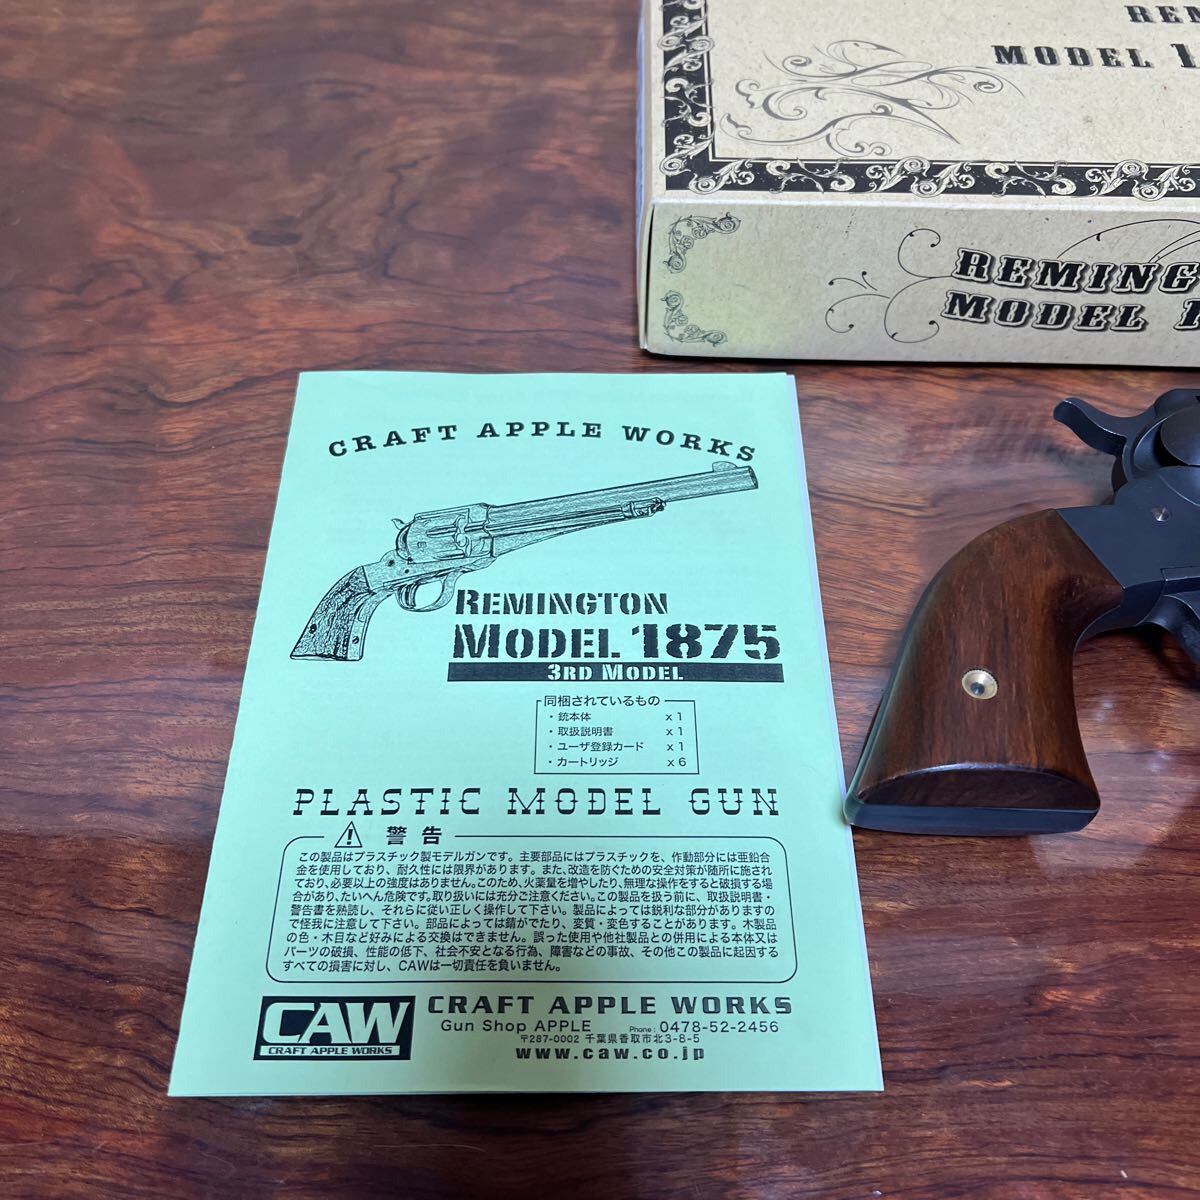 REM
MODEL 1
REMING
MODEL 1
CRAFT APPLE WORKS
REMINGTON
MODEL 1875
3RD MODEL
同梱されているもの
・銃本体 x 1
・取扱説明書 x 1
・ユーザ登録カード x 1
・カートリッジ x 6
PLASTIC MODEL GUN
警告
この製品はプラスチック製モデルガンです。主要部品にはプラスチックを、作動部分には亜鉛合
金を使用しており、耐久性には限界があります。また、改造を防ぐための安全対策が随所に施され
ており、必要以上の強度はありません。このため、火薬量を増やしたり、無理な操作をすると破損する場
合があり、たいへん危険です。取り扱いには充分ご注意ください。この製品を扱う前に、取扱説明書・
警告書を熟読し、それらに従い正しく操作して下さい。製品によっては鋭利な部分がありますの
で怪我に注意して下さい。部品によっては錆がでたり、変質・変色することがあります。木製品
の色・木目など好みによる交換はできません。誤った使用や他社製品との併用による本体又は
パーツの破損、性能の低下、社会不安となる行為、障害などの事故、その他この製品に起因する
すべての損害に対し、CAWは一切責任を負いません。
CAW
CRAFT APPLE WORKS
CRAFT APPLE WORKS
Gun Shop APPLE Phone : 0478-52-2456
〒287-0002 千葉県香取市北3-8-5
www.caw.co.jp